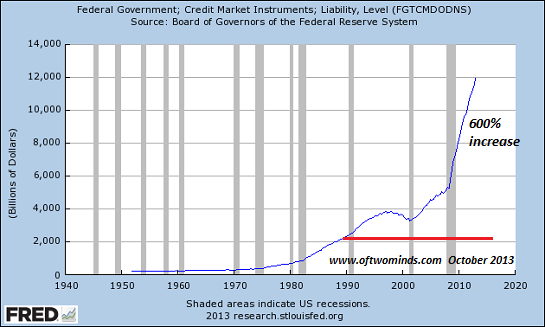 Federal Government; Credit Market Instruments; Liability, Level (FGTCMDODNS)
Source: Board of Governors of the Federal Reserve System
14,000
12,000
10,000
8,000
6,000
4,000
2,000
0
(Billions of Dollars)
600%
increase
www.oftwominds.com October 2013
1940 1950 1960 1970 1980 1990 2000 2010 2020
Shaded areas indicate US recessions.
FRED 2013 research.stlouisfed.org